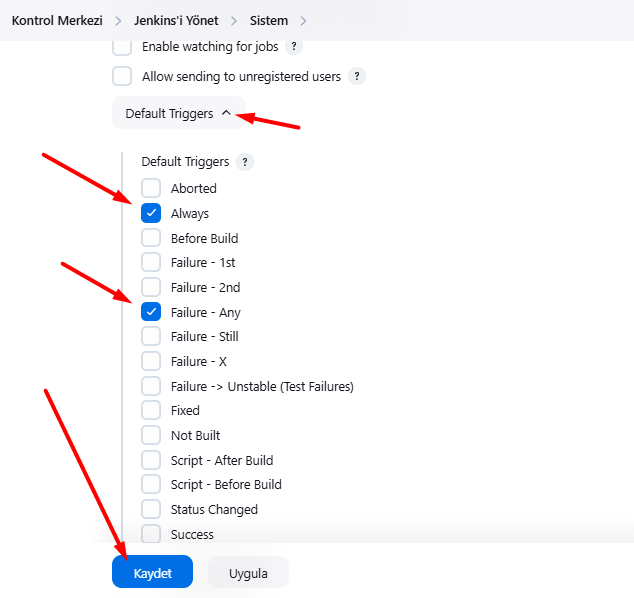 Kontrol Merkezi > Jenkins'i Yönet > Sistem >
Enable watching for jobs ?
Allow sending to unregistered users ?
Default Triggers
Default Triggers ?
Aborted
Always
Before Build
Failure - 1st
Failure - 2nd
Failure - Any
Failure - Still
Failure - X
Failure -> Unstable (Test Failures)
Fixed
Not Built
Script - After Build
Script - Before Build
Status Changed
Success
Kaydet Uygula